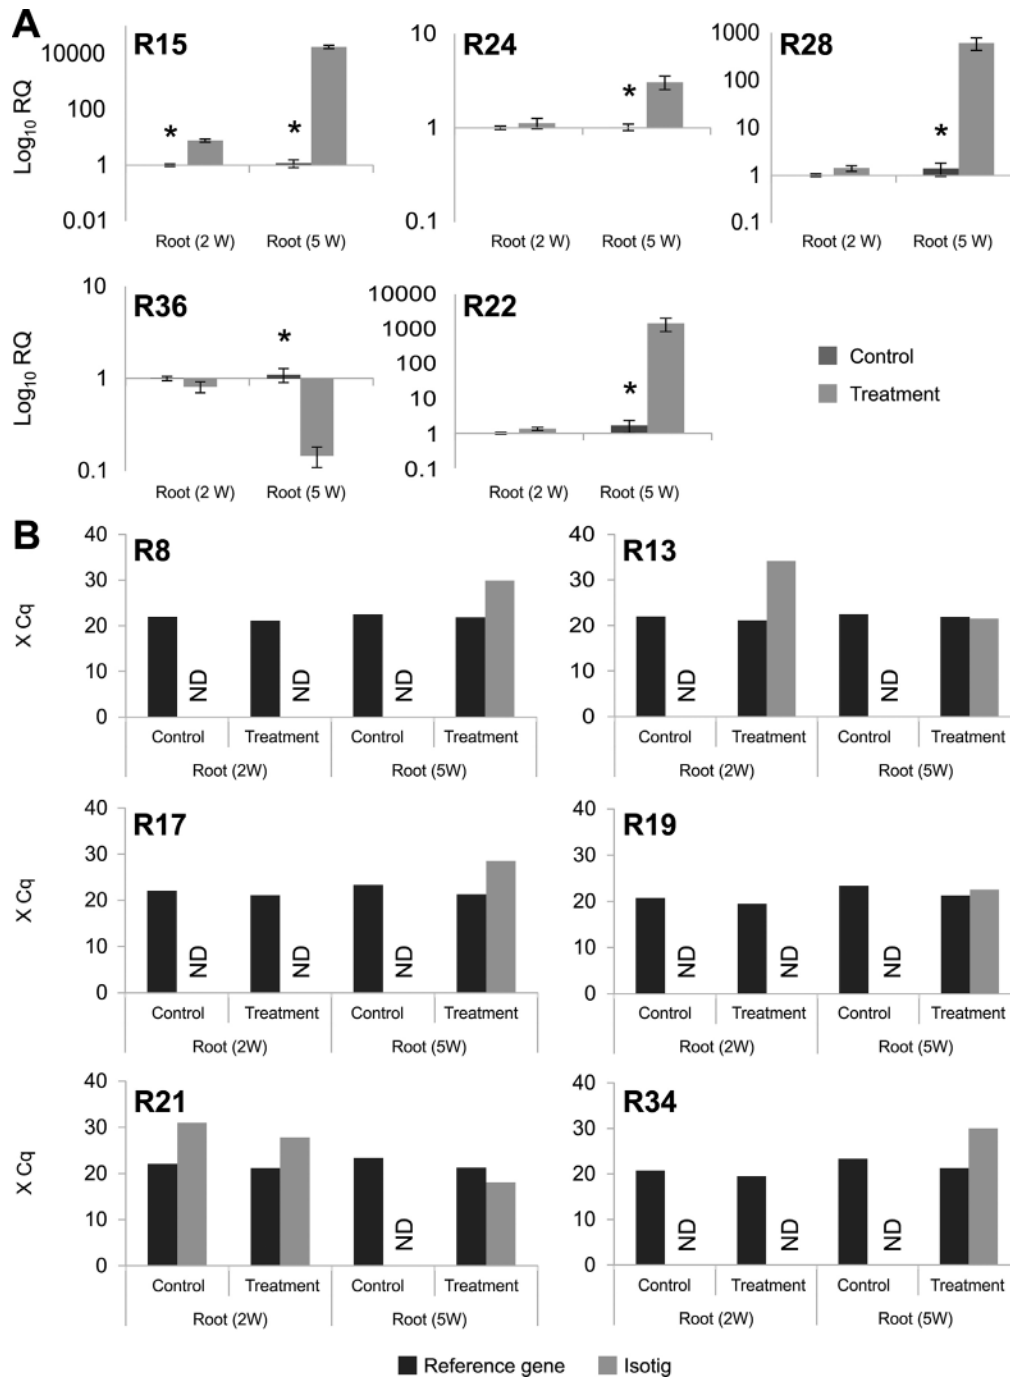 A
R15
10000
100
1
0.01
Log10 RQ
*
*
Root (2 W)
Root (5 W)
R24
10
1
0.1
*
Root (2 W)
Root (5 W)
R28
1000
100
10
1
0.1
*
Root (2 W)
Root (5 W)
R36
10
1
0.1
Log10 RQ
*
Root (2 W)
Root (5 W)
R22
10000
1000
100
10
1
0.1
*
Root (2 W)
Root (5 W)
Control
Treatment
B
R8
40
30
20
10
0
X Cq
ND
ND
ND
Control
Treatment
Control
Treatment
Root (2W)
Root (5W)
R13
40
30
20
10
0
ND
ND
Control
Treatment
Control
Treatment
Root (2W)
Root (5W)
R17
40
30
20
10
0
X Cq
ND
ND
ND
Control
Treatment
Control
Treatment
Root (2W)
Root (5W)
R19
40
30
20
10
0
ND
ND
ND
Control
Treatment
Control
Treatment
Root (2W)
Root (5W)
R21
40
30
20
10
0
X Cq
ND
Control
Treatment
Control
Treatment
Root (2W)
Root (5W)
R34
40
30
20
10
0
ND
ND
ND
Control
Treatment
Control
Treatment
Root (2W)
Root (5W)
Reference gene
Isotig